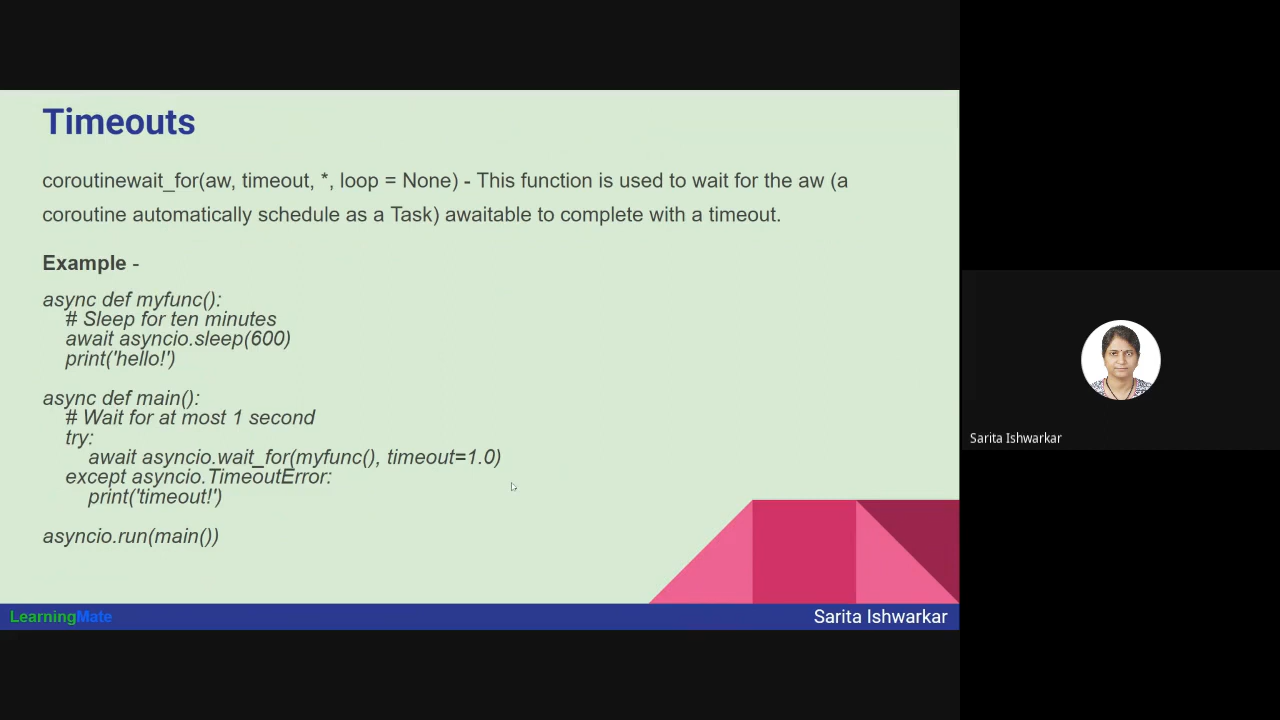 Timeouts
coroutinewait_for(aw, timeout, *, loop = None) - This function is used to wait for the aw (a
coroutine automatically schedule as a Task) awaitable to complete with a timeout.
Example -
async def myfunc():
# Sleep for ten minutes
await asyncio.sleep(600)
print('hello!')
async def main():
# Wait for at most 1 second
try:
await asyncio.wait_for(myfunc(), timeout=1.0)
except asyncio.TimeoutError:
print('timeout!')
asyncio.run(main())
LearningMate
Sarita Ishwarkar
Sarita Ishwarkar